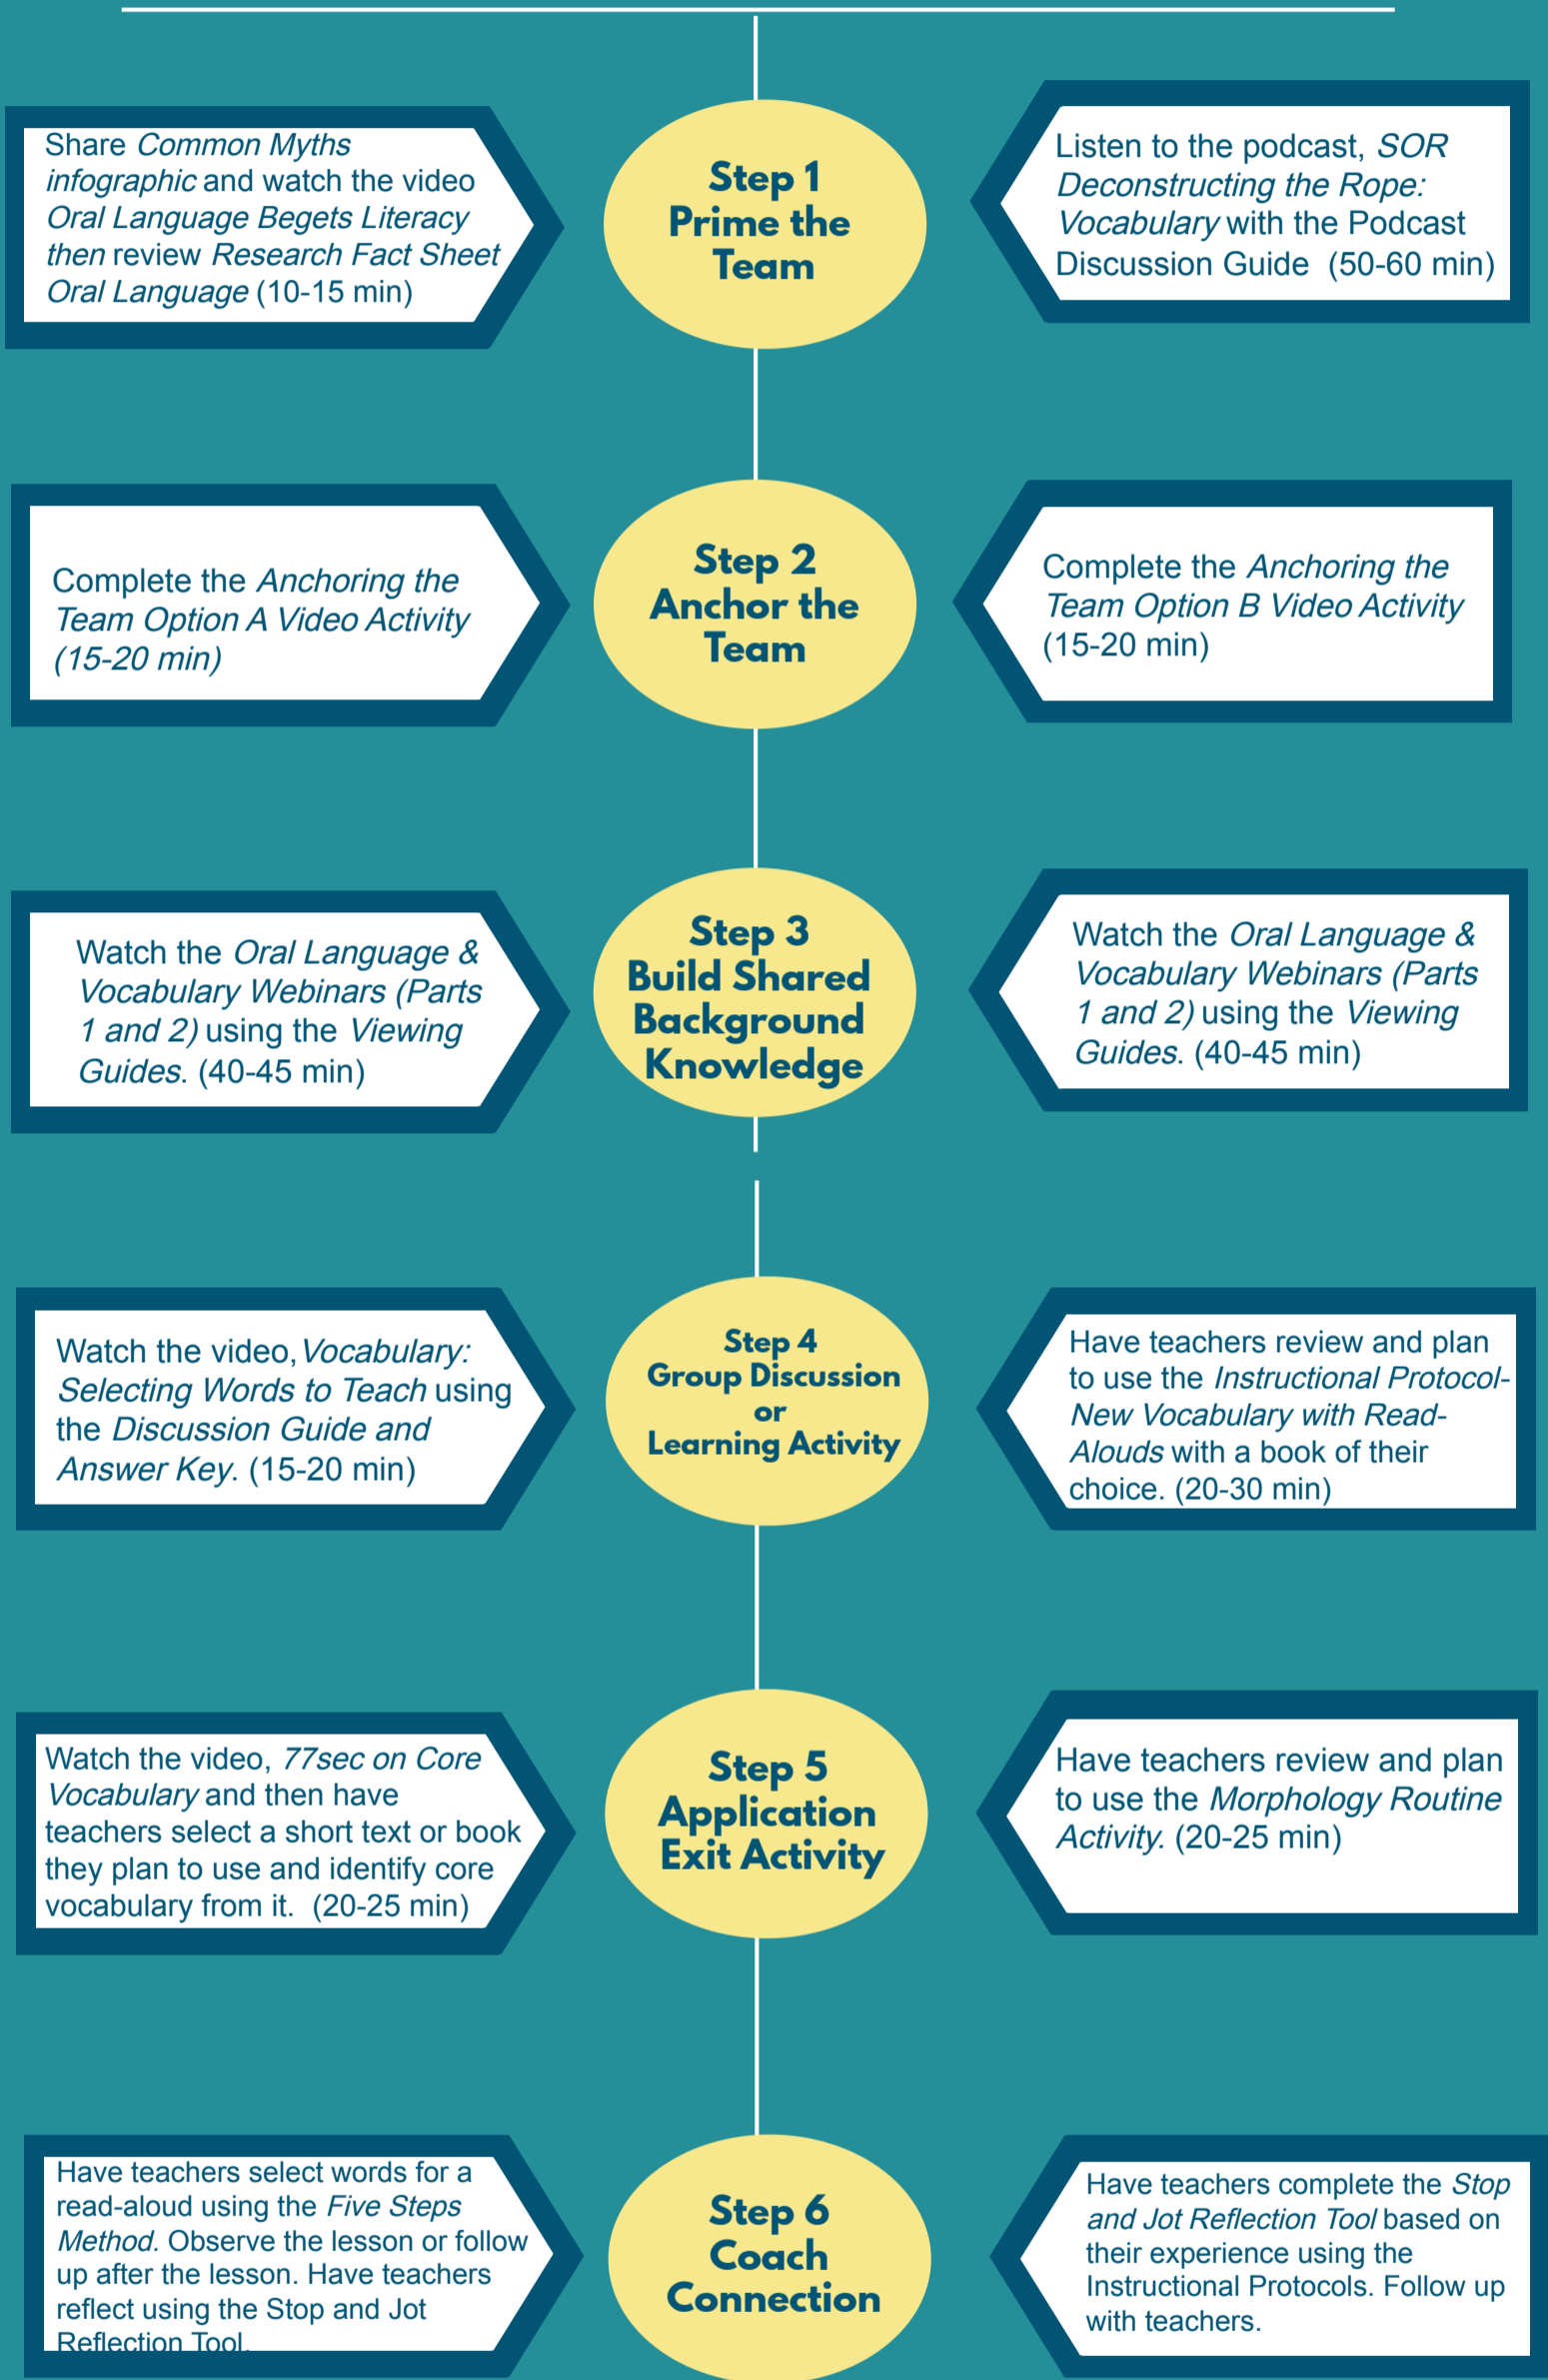 Share Common Myths
infographic and watch the video
Oral Language Begets Literacy
then review Research Fact Sheet
Oral Language (10-15 min)
Step 1
Prime the
Team
Listen to the podcast, SOR
Deconstructing the Rope:
Vocabulary with the Podcast
Discussion Guide (50-60 min)
Complete the Anchoring the
Team Option A Video Activity
(15-20 min)
Step 2
Anchor the
Team
Complete the Anchoring the
Team Option B Video Activity
(15-20 min)
Watch the Oral Language &
Vocabulary Webinars (Parts
1 and 2) using the Viewing
Guides. (40-45 min)
Step 3
Build Shared
Background
Knowledge
Watch the Oral Language &
Vocabulary Webinars (Parts
1 and 2) using the Viewing
Guides. (40-45 min)
Watch the video, Vocabulary:
Selecting Words to Teach using
the Discussion Guide and
Answer Key. (15-20 min)
Step 4
Group Discussion
or
Learning Activity
Have teachers review and plan
to use the Instructional Protocol-
New Vocabulary with Read-
Alouds with a book of their
choice. (20-30 min)
Watch the video, 77sec on Core
Vocabulary and then have
teachers select a short text or book
they plan to use and identify core
vocabulary from it. (20-25 min)
Step 5
Application
Exit Activity
Have teachers review and plan
to use the Morphology Routine
Activity. (20-25 min)
Have teachers select words for a
read-aloud using the Five Steps
Method. Observe the lesson or follow
up after the lesson. Have teachers
reflect using the Stop and Jot
Reflection Tool.
Step 6
Coach
Connection
Have teachers complete the Stop
and Jot Reflection Tool based on
their experience using the
Instructional Protocols. Follow up
with teachers.